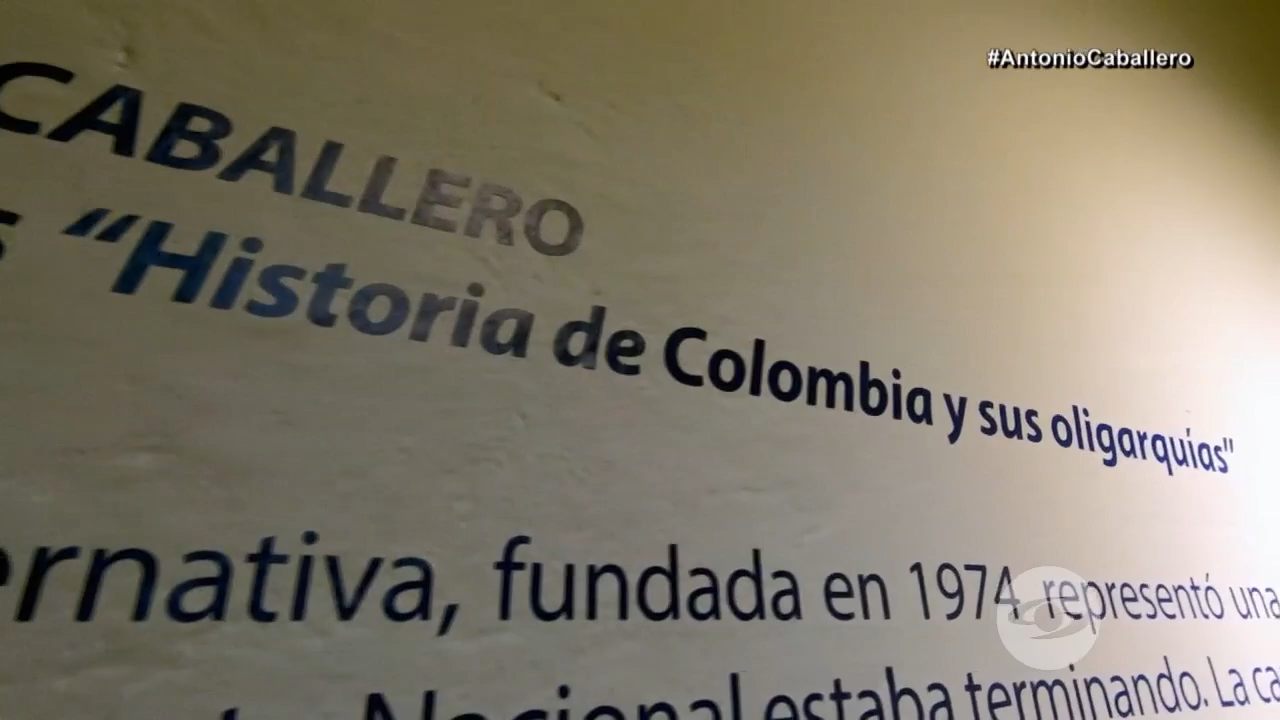 #AntonioCaballero
CABALLERO
"Historia de Colombia y sus oligarquías"
ernativa, fundada en 1974 representó una
Nacional estaba terminando. La ca